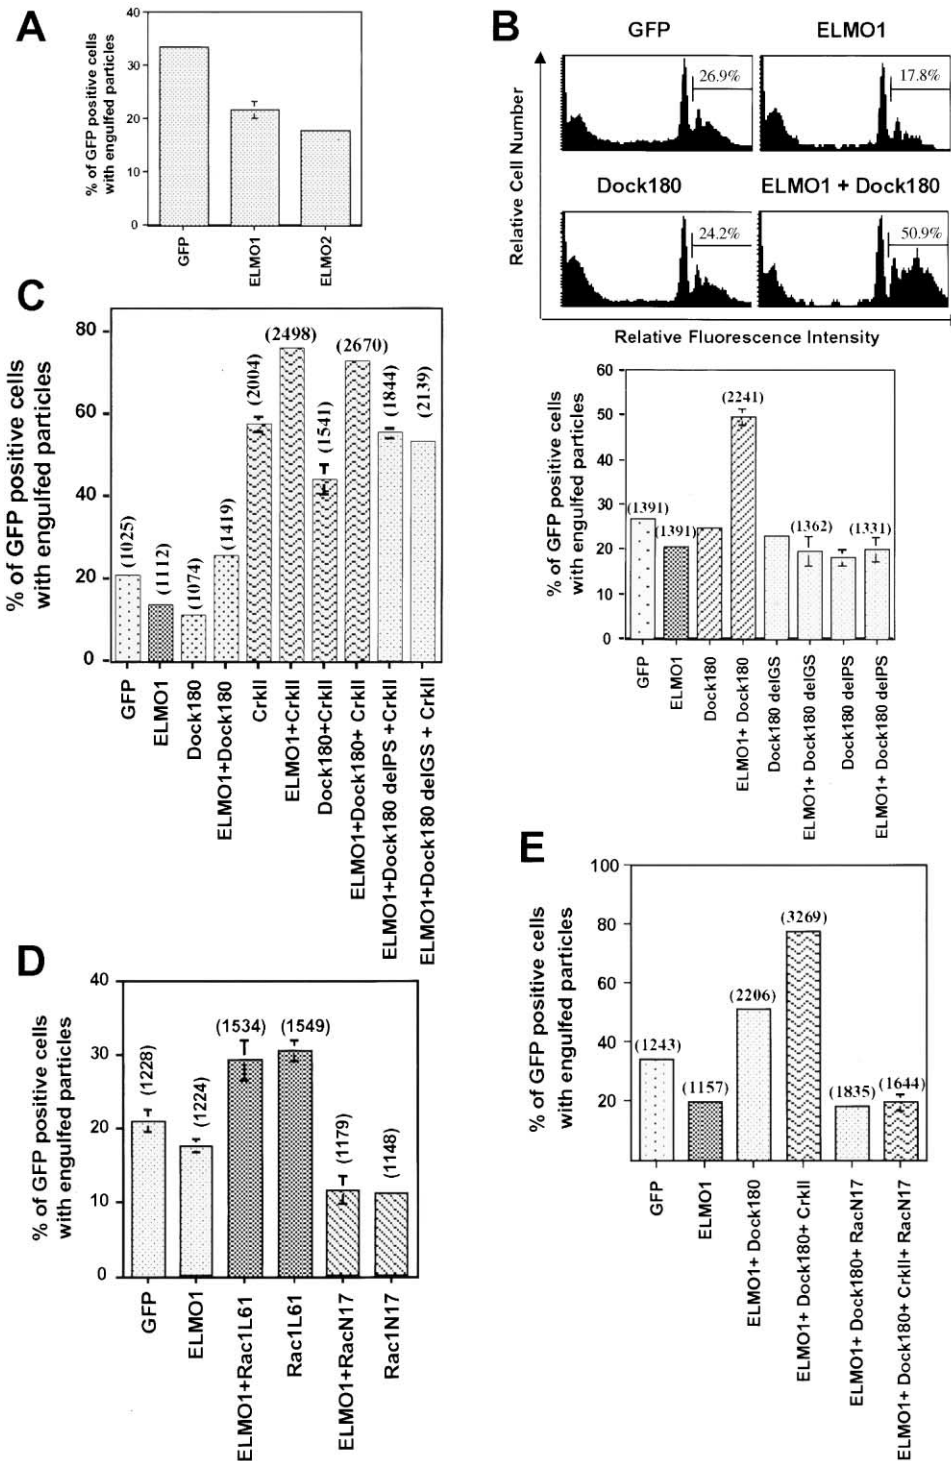 A
% of GFP positive cells
with engulfed particles
40
30
20
10
0
GFP
ELMO1
ELMO2
B
GFP
ELMO1
26.9%
17.8%
Dock180
ELMO1 + Dock180
24.2%
50.9%
Relative Cell Number
Relative Fluorescence Intensity
% of GFP positive cells
with engulfed particles
60
50
40
30
20
10
0
(1391)
(1391)
(2241)
(1362)
(1331)
GFP
ELMO1
Dock180
ELMO1+ Dock180
Dock180 delGS
ELMO1+ Dock180 delGS
Dock180 delPS
ELMO1+ Dock180 delPS
C
% of GFP positive cells
with engulfed particles
80
60
40
20
0
(1025)
(1112)
(1074)
(1419)
(2004)
(2498)
(1541)
(2670)
(1844)
(2139)
GFP
ELMO1
Dock180
ELMO1+Dock180
CrkII
ELMO1+CrkII
Dock180+CrkII
ELMO1+Dock180+ CrkII
ELMO1+Dock180 delPS +CrkII
ELMO1+Dock180 delGS + CrkII
D
% of GFP positive cells
with engulfed particles
40
30
20
10
0
(1228)
(1224)
(1534)
(1549)
(1179)
(1148)
GFP
ELMO1
ELMO1+Rac1L61
Rac1L61
ELMO1+RacN17
Rac1N17
E
% of GFP positive cells
with engulfed particles
100
80
60
40
20
(1243)
(1157)
(2206)
(3269)
(1835)
(1644)
GFP
ELMO1
ELMO1+ Dock180
ELMO1+ Dock180+ CrkII
ELMO1+ Dock180+ RacN17
ELMO1+ Dock180+ CrkII+ RacN17